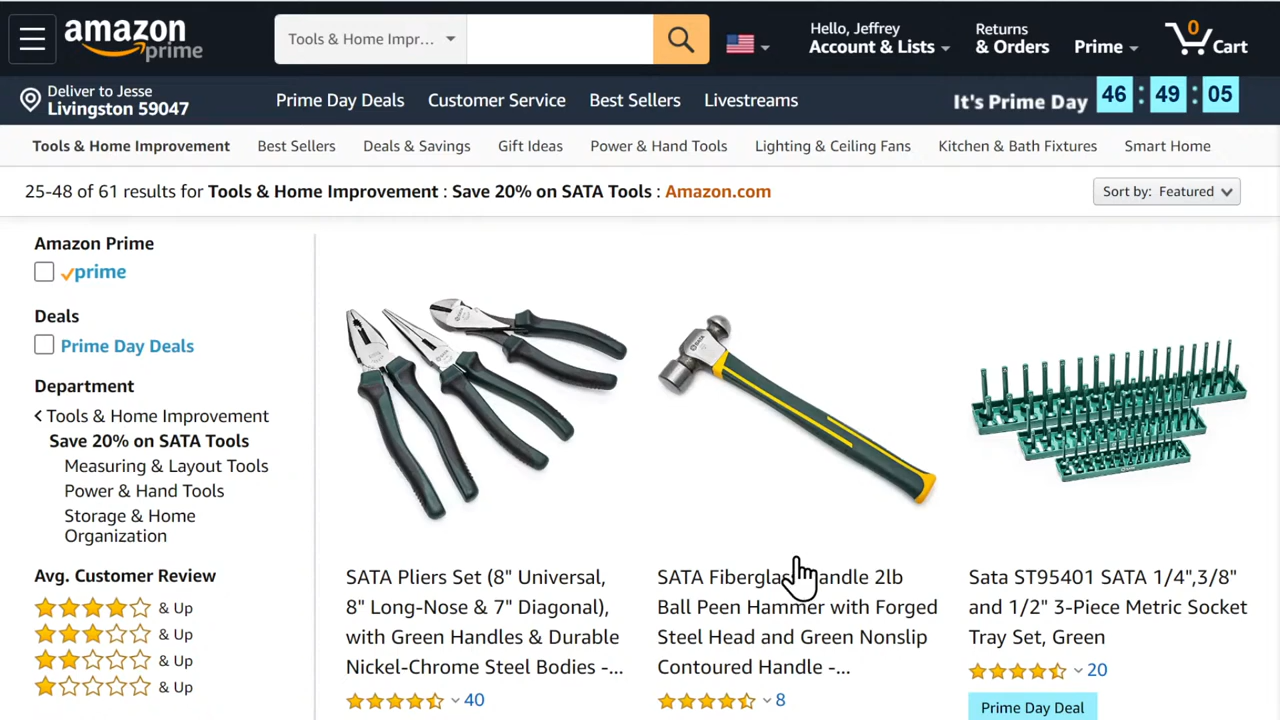 amazon
prime
Tools & Home Impr...
Hello, Jeffrey
Account & Lists
Returns
& Orders
Prime
0
Cart
Deliver to Jesse
Livingston 59047
Prime Day Deals
Customer Service
Best Sellers
Livestreams
It's Prime Day 46 : 49 : 05
Tools & Home Improvement
Best Sellers
Deals & Savings
Gift Ideas
Power & Hand Tools
Lighting & Ceiling Fans
Kitchen & Bath Fixtures
Smart Home
25-48 of 61 results for Tools & Home Improvement : Save 20% on SATA Tools : Amazon.com
Sort by: Featured
Amazon Prime
prime
Deals
Prime Day Deals
Department
Tools & Home Improvement
Save 20% on SATA Tools
Measuring & Layout Tools
Power & Hand Tools
Storage & Home
Organization
Avg. Customer Review
& Up
& Up
& Up
& Up
SATA Pliers Set (8" Universal,
8" Long-Nose & 7" Diagonal),
with Green Handles & Durable
Nickel-Chrome Steel Bodies -...
40
SATA Fiberglass Handle 2lb
Ball Peen Hammer with Forged
Steel Head and Green Nonslip
Contoured Handle -...
8
Sata ST95401 SATA 1/4",3/8"
and 1/2" 3-Piece Metric Socket
Tray Set, Green
20
Prime Day Deal